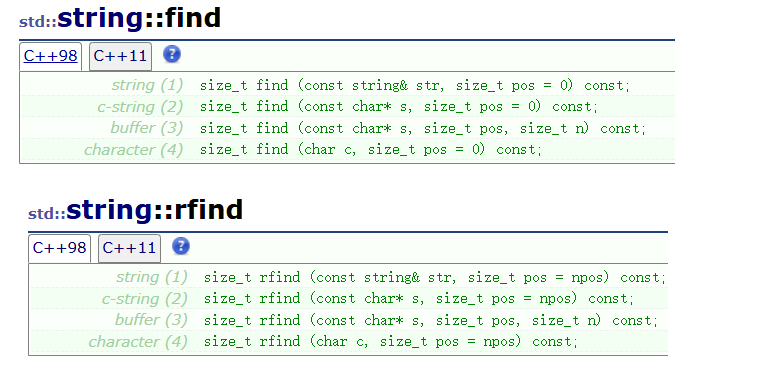 std::string::find
C++98 C++11 ?
string (1) size_t find (const string& str, size_t pos = 0) const;
c-string (2) size_t find (const char* s, size_t pos = 0) const;
buffer (3) size_t find (const char* s, size_t pos, size_t n) const;
character (4) size_t find (char c, size_t pos = 0) const;
std::string::rfind
C++98 C++11 ?
string (1) size_t rfind (const string& str, size_t pos = npos) const;
c-string (2) size_t rfind (const char* s, size_t pos = npos) const;
buffer (3) size_t rfind (const char* s, size_t pos, size_t n) const;
character (4) size_t rfind (char c, size_t pos = npos) const;